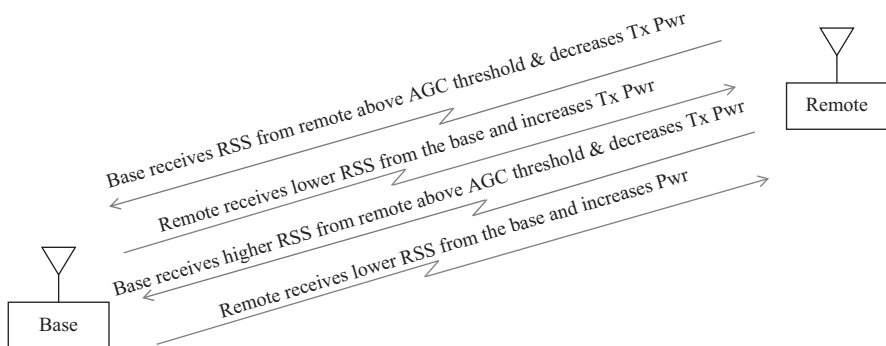 Base receives RSS from remote above AGC threshold & decreases Tx Pwr
Remote
Remote receives lower RSS from the base and increases Tx Pwr
Base receives higher RSS from remote above AGC threshold & decreases Tx Pwr
Remote receives lower RSS from the base and increases Pwr
Base